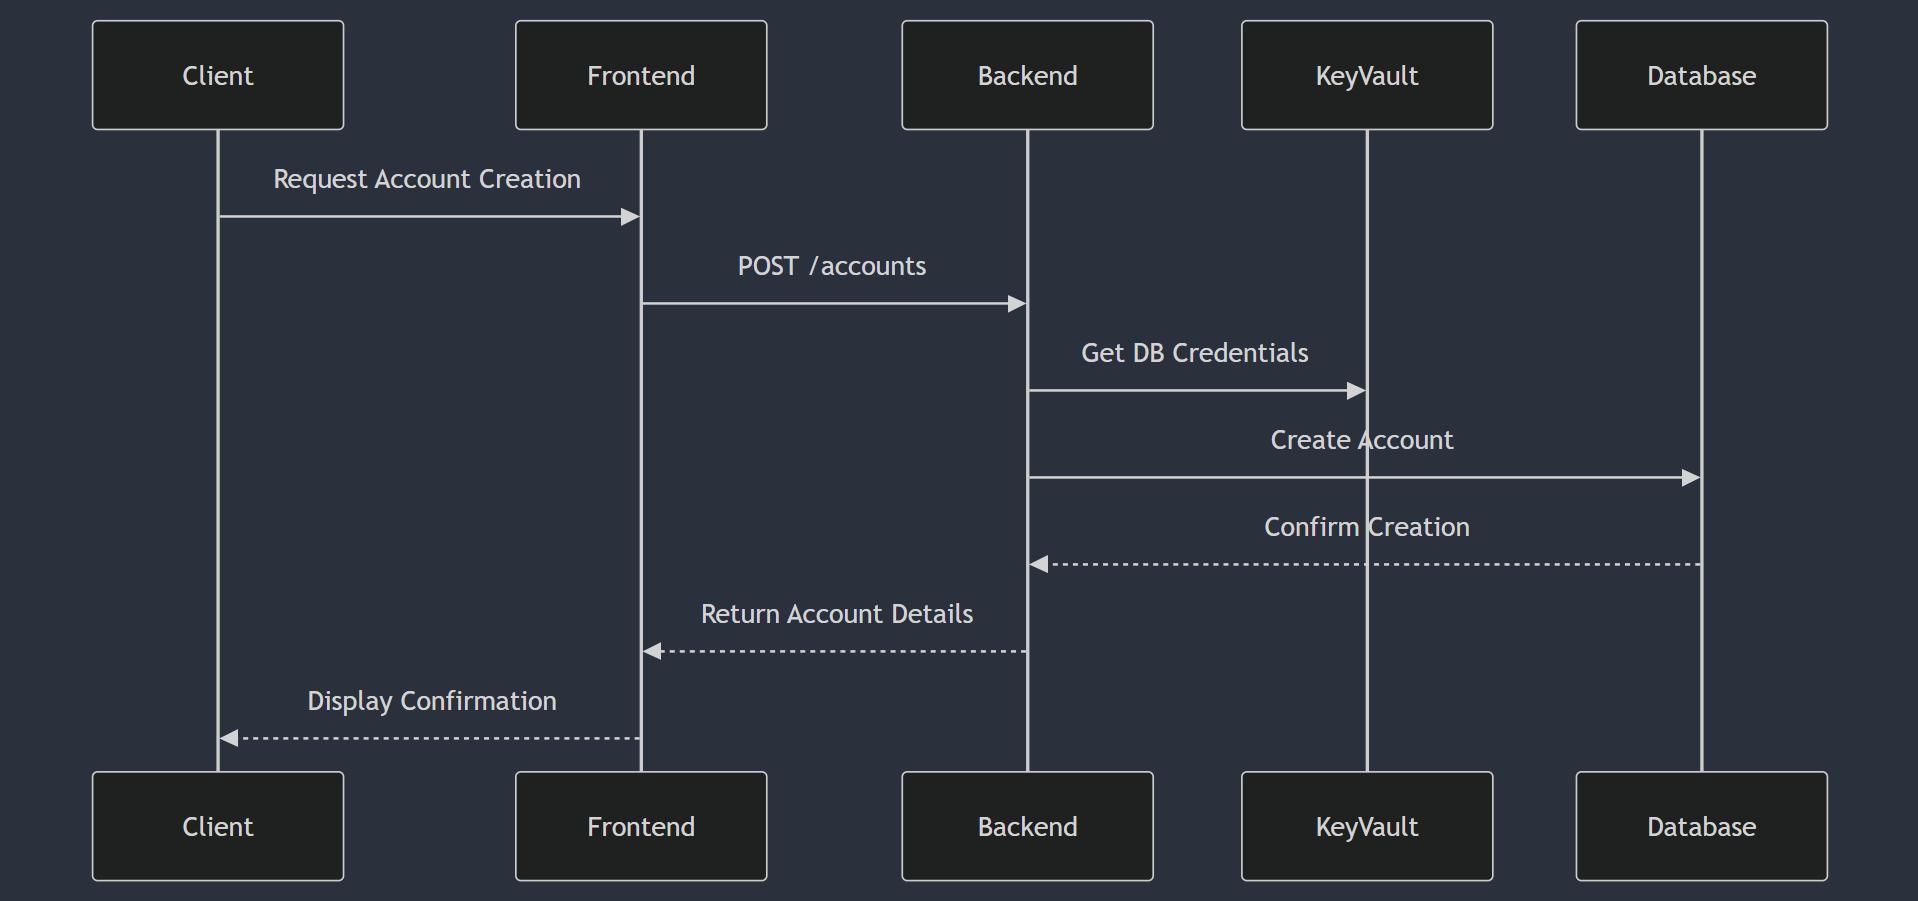 Client
Frontend
Backend
KeyVault
Database
Request Account Creation
POST /accounts
Get DB Credentials
Create Account
Confirm Creation
Return Account Details
Display Confirmation
Client
Frontend
Backend
KeyVault
Database